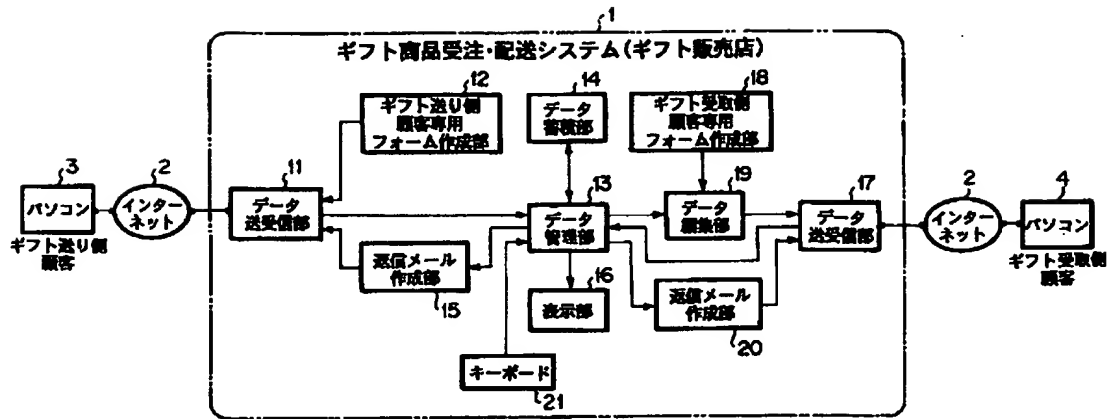 1
ギフト商品受注・配送システム(ギフト販売店)
12
ギフト送り側
顧客専用
フォーム作成部
14
データ
蓄積部
18
ギフト受取側
顧客専用
フォーム作成部
3
パソコン
ギフト送り側
顧客
2
インター
ネット
11
データ
送受信部
13
データ
管理部
19
データ
編集部
17
データ
送受信部
2
インター
ネット
4
パソコン
ギフト受取側
顧客
返信メール
作成部
15
16
表示部
返信メール
作成部
20
キーボード
21